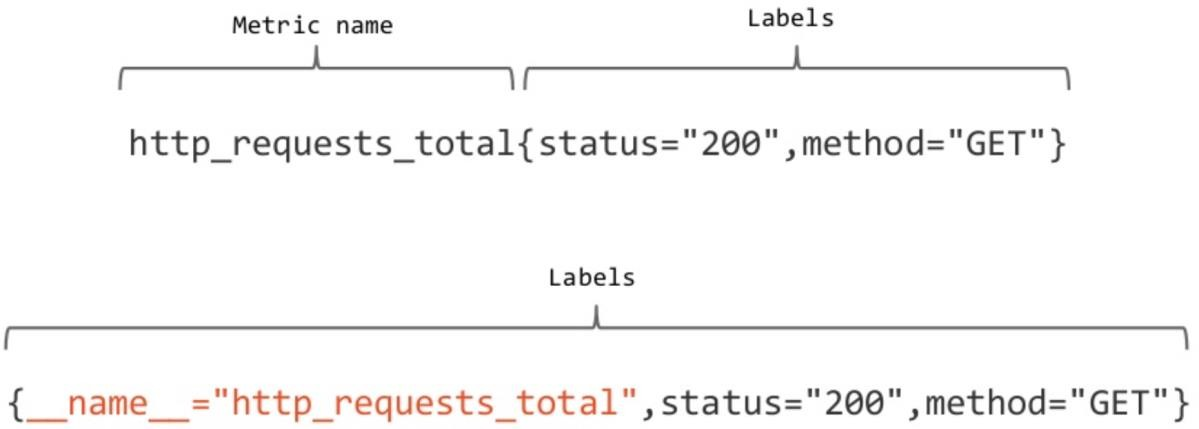 Metric name Labels
http_requests_total{status="200",method="GET"}
Labels
{__name__="http_requests_total",status="200",method="GET"}